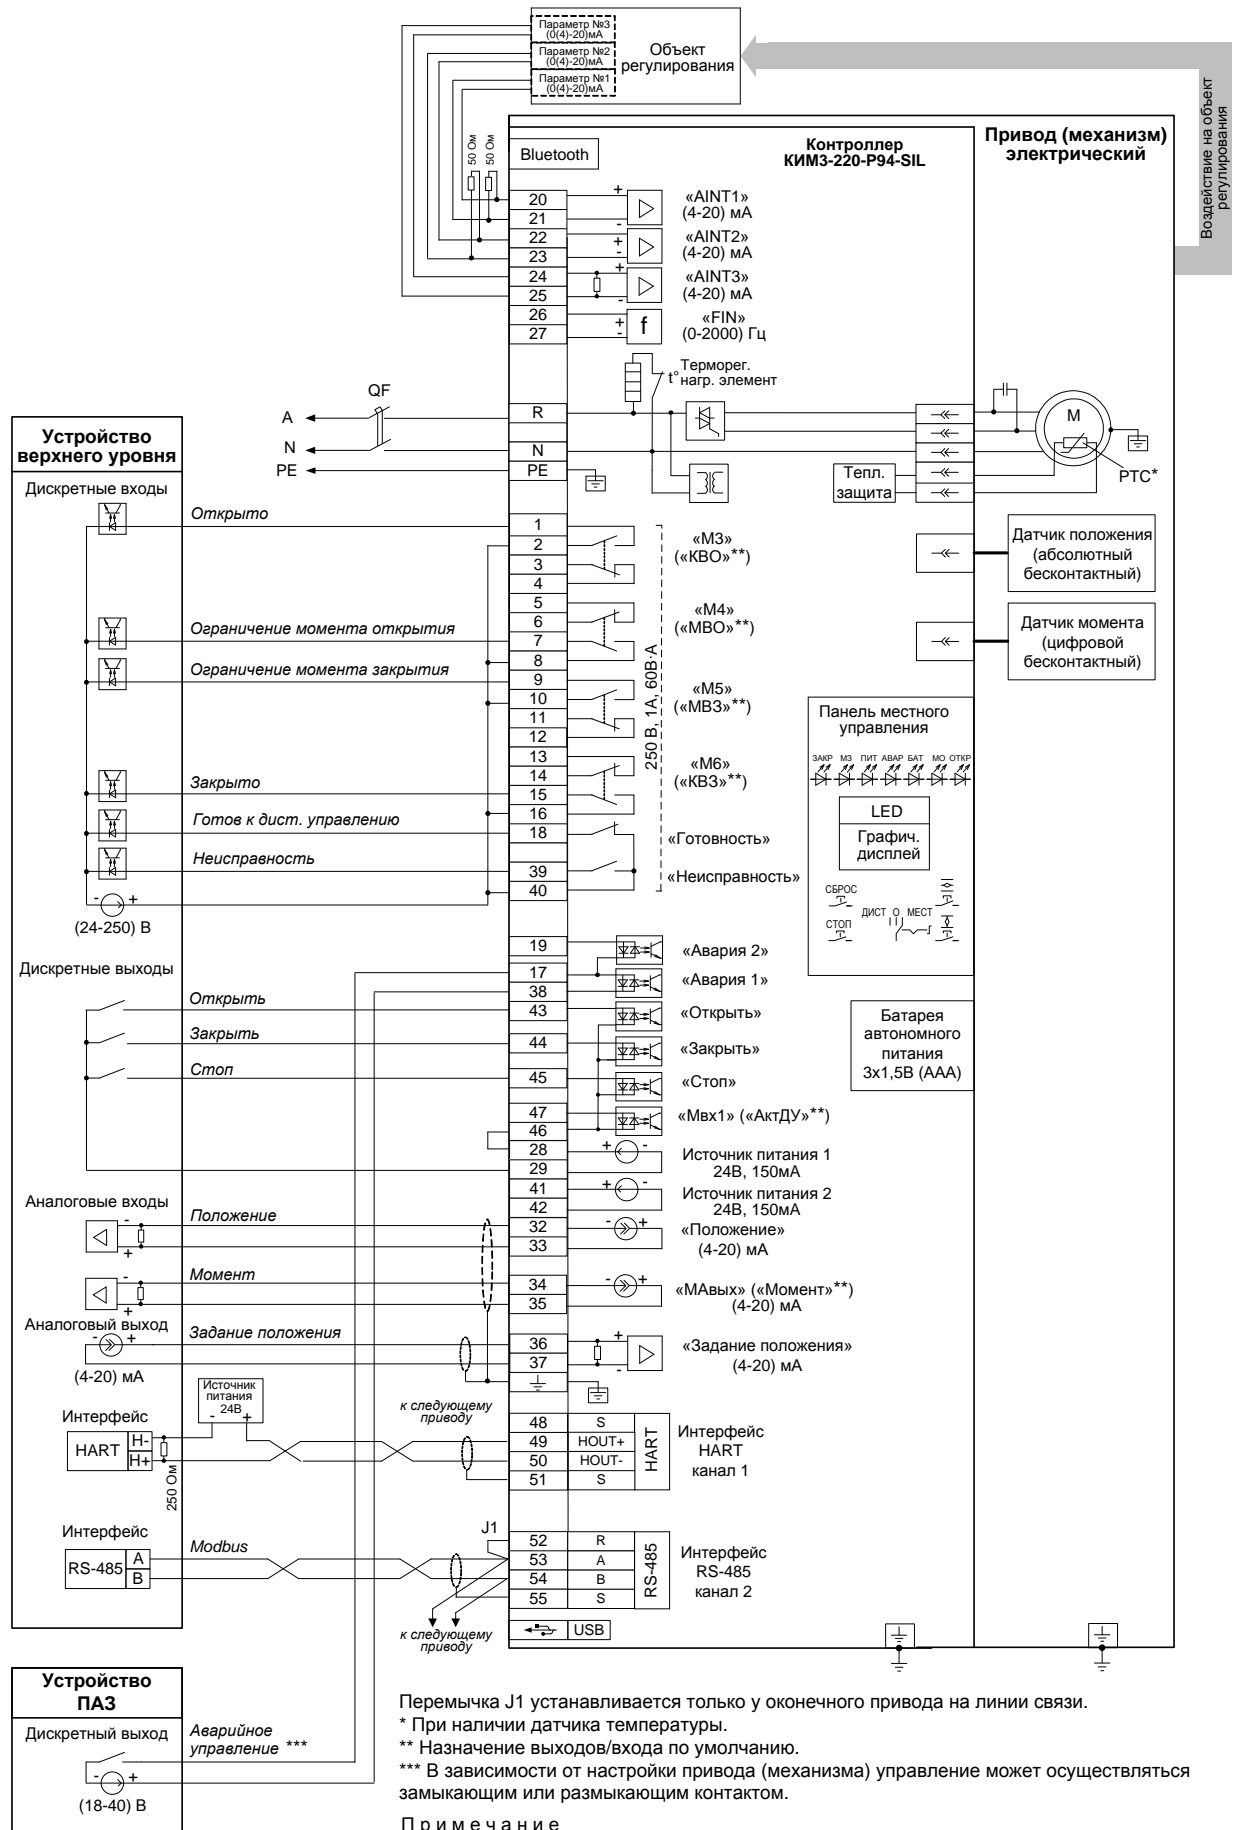 Параметр №3
(0(4)-20)мА
Параметр №2
(0(4)-20)мА
Параметр №1
(0(4)-20)мА
Объект
регулирования
Воздействие на объект
регулирования
50 Ом
50 Ом
Bluetooth
Контроллер
КИМ3-220-Р94-SIL
Привод (механизм)
электрический
20
21
22
23
24
25
26
27
+
-
«AINT1»
(4-20) мА
+
-
«AINT2»
(4-20) мА
+
-
«AINT3»
(4-20) мА
+
-
f
«FIN»
(0-2000) Гц
t°
Терморег.
нагр. элемент
QF
A
N
PE
R
N
PE
M
PTC*
Тепл.
защита
Устройство
верхнего уровня
Дискретные входы
Открыто
Ограничение момента открытия
Ограничение момента закрытия
Закрыто
Готов к дист. управлению
Неисправность
- +
(24-250) В
1
2
3
4
5
6
7
8
9
10
11
12
13
14
15
16
18
39
40
«М3»
(«КВО»**)
«М4»
(«МВО»**)
«М5»
(«МВЗ»**)
«М6»
(«КВЗ»**)
«Готовность»
«Неисправность»
250 В, 1А, 60В·А
Датчик положения
(абсолютный
бесконтактный)
Датчик момента
(цифровой
бесконтактный)
Панель местного
управления
ЗАКР МЗ ПИТ АВАР БАТ МО ОТКР
LED
Графич.
дисплей
СБРОС
СТОП
ДИСТ О МЕСТ
Батарея
автономного
питания
3х1,5В (ААА)
Дискретные выходы
Открыть
Закрыть
Стоп
19
17
38
43
44
45
47
46
28
29
41
42
32
33
34
35
36
37
«Авария 2»
«Авария 1»
«Открыть»
«Закрыть»
«Стоп»
«Мвх1» («АктДУ»**)
+ -
Источник питания 1
24В, 150мА
+ -
Источник питания 2
24В, 150мА
- +
«Положение»
(4-20) мА
- +
«МАвых» («Момент»**)
(4-20) мА
+
-
«Задание положения»
(4-20) мА
Аналоговые входы
-
+
Положение
-
+
Момент
Аналоговый выход
- +
Задание положения
(4-20) мА
Источник
питания
24В
- +
Интерфейс
HART
H-
H+
250 Ом
к следующему
приводу
48 S
49 HOUT+
50 HOUT-
51 S
HART
Интерфейс
HART
канал 1
Интерфейс
RS-485
A
B
Modbus
J1
52 R
53 A
54 B
55 S
RS-485
Интерфейс
RS-485
канал 2
USB
к следующему
приводу
Устройство
ПАЗ
Дискретный выход
- +
(18-40) В
Аварийное
управление ***
Перемычка J1 устанавливается только у оконечного привода на линии связи.
* При наличии датчика температуры.
** Назначение выходов/входа по умолчанию.
*** В зависимости от настройки привода (механизма) управление может осуществляться
замыкающим или размыкающим контактом.
Примечание